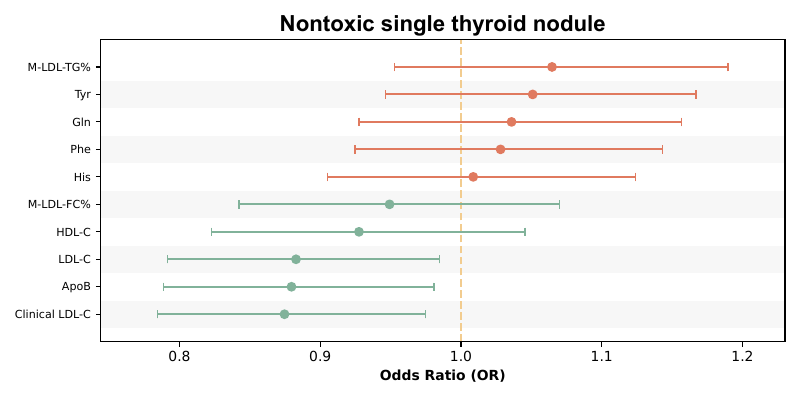 Nontoxic single thyroid nodule
M-LDL-TG%
Tyr
Gln
Phe
His
M-LDL-FC%
HDL-C
LDL-C
ApoB
Clinical LDL-C
0.8 0.9 1.0 1.1 1.2
Odds Ratio (OR)